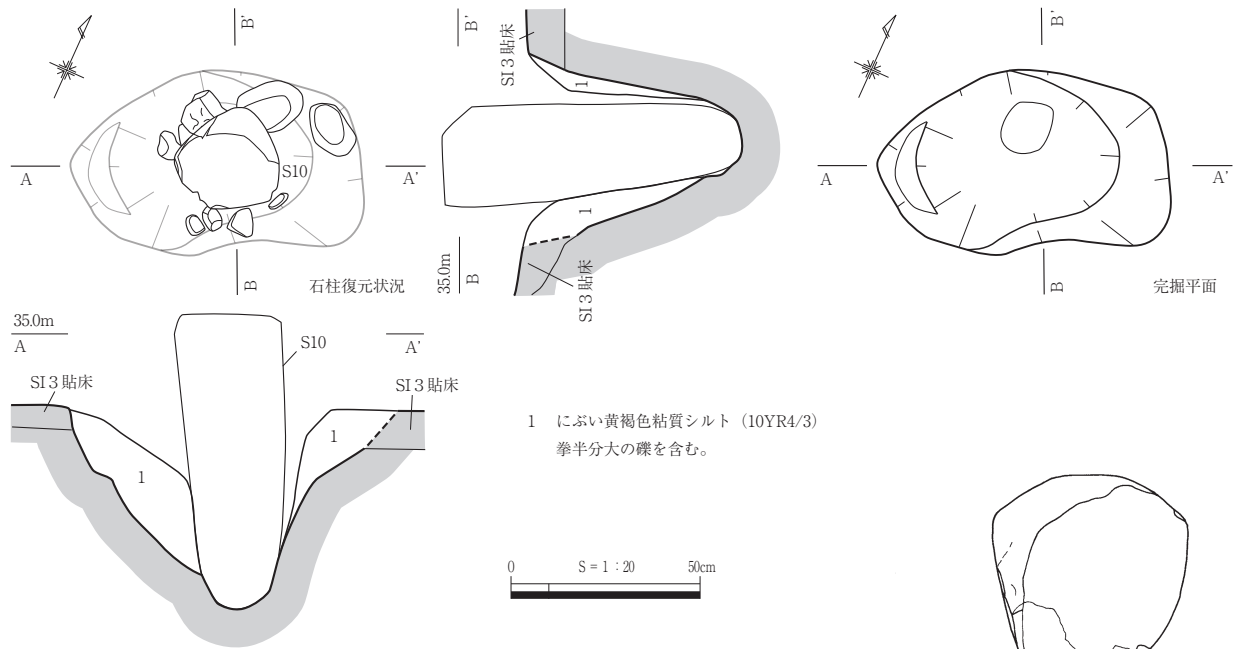 B'
A
A'
S10
B
石柱復元状況
B'
SI３貼床
1
1
35.0m
B
SI３貼床
B'
A
A'
B
完掘平面
35.0m
A
A'
S10
SI３貼床
SI３貼床
1
1
1 にぶい黄褐色粘質シルト（10YR4/3）
拳半分大の礫を含む。
0 S = 1：20 50cm